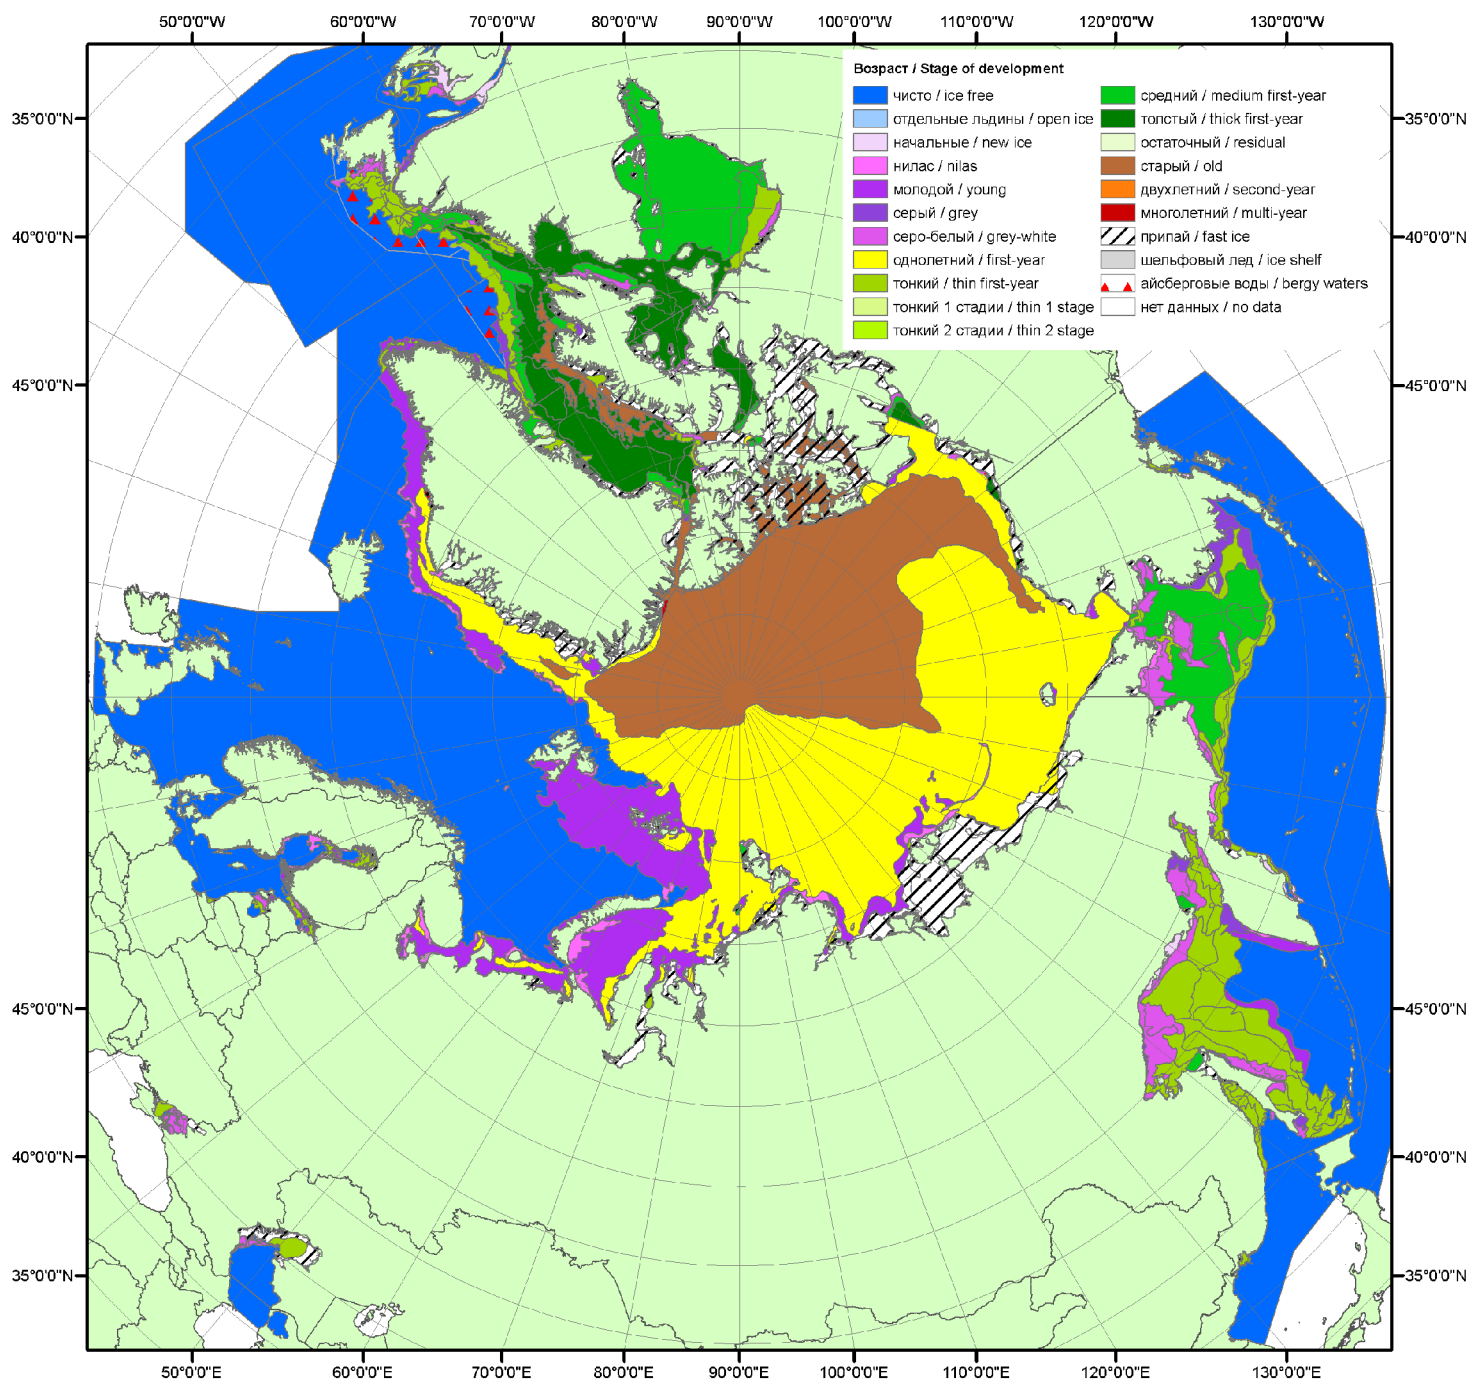 50°0'0"W 60°0'0"W 70°0'0"W 80°0'0"W 90°0'0"W 100°0'0"W 110°0'0"W 120°0'0"W 130°0'0"W
Возраст / Stage of development
чисто / ice free
отдельные льдины / open ice
начальные / new ice
нилас / nilas
молодой / young
серый / grey
серо-белый / grey-white
однолетний / first-year
тонкий / thin first-year
тонкий 1 стадии / thin 1 stage
тонкий 2 стадии / thin 2 stage
средний / medium first-year
толстый / thick first-year
остаточный / residual
старый / old
двухлетний / second-year
многолетний / multi-year
припай / fast ice
шельфовый лед / ice shelf
айсберговые воды / bergy waters
нет данных / no data
35°0'0"N 35°0'0"N
40°0'0"N 40°0'0"N
45°0'0"N 45°0'0"N
45°0'0"N 45°0'0"N
40°0'0"N 40°0'0"N
35°0'0"N 35°0'0"N
50°0'0"E 60°0'0"E 70°0'0"E 80°0'0"E 90°0'0"E 100°0'0"E 110°0'0"E 120°0'0"E 130°0'0"E